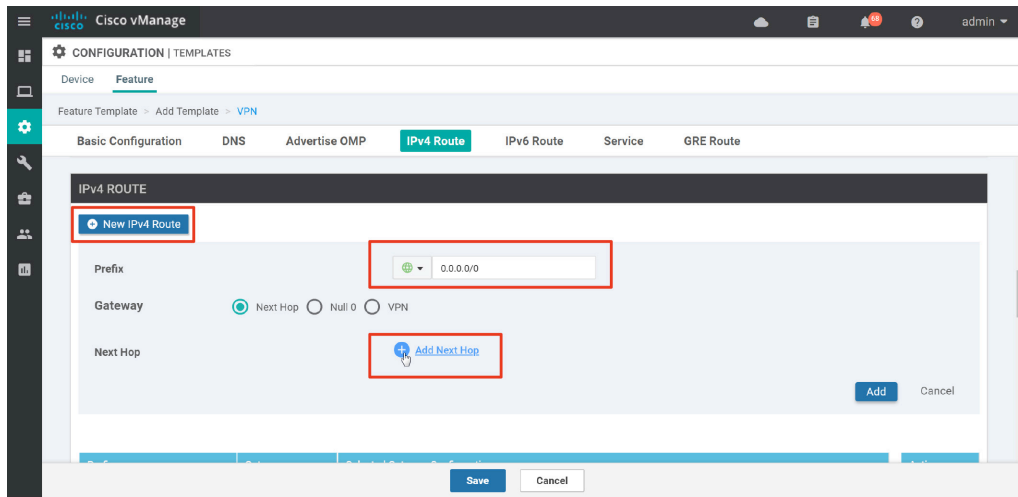 cisco Cisco vManage 68 admin
CONFIGURATION | TEMPLATES
Device Feature
Feature Template > Add Template > VPN
Basic Configuration DNS Advertise OMP IPv4 Route IPv6 Route Service GRE Route
IPv4 ROUTE
New IPv4 Route
Prefix 0.0.0.0/0
Gateway Next Hop Null 0 VPN
Next Hop Add Next Hop
Add Cancel
Save Cancel